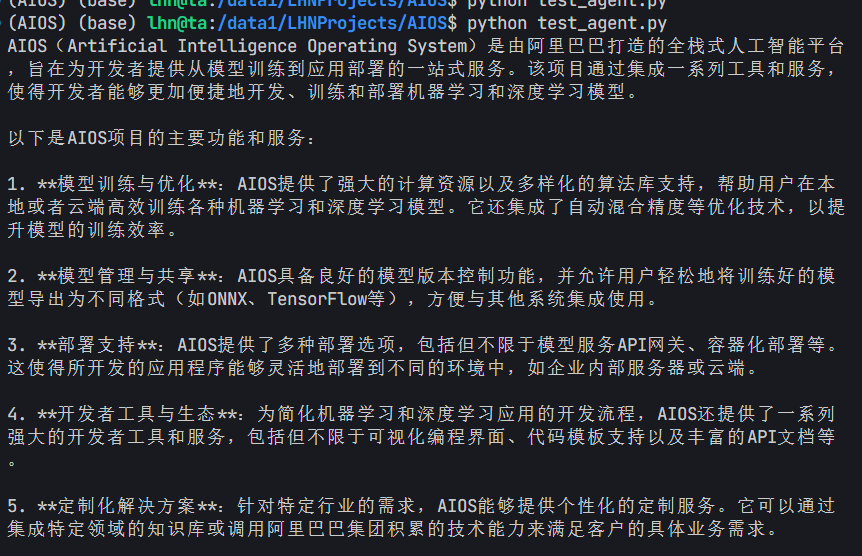 (AIOS) (base) lhn@ta:/data1/LHNProjects/AIOS$ python test_agent.py
(AIOS) (base) lhn@ta:/data1/LHNProjects/AIOS$ python test_agent.py
AIOS（Artificial Intelligence Operating System）是由阿里巴巴打造的全栈式人工智能平台
，旨在为开发者提供从模型训练到应用部署的一站式服务。该项目通过集成一系列工具和服务，
使得开发者能够更加便捷地开发、训练和部署机器学习和深度学习模型。
以下是AIOS项目的主要功能和服务：
1. **模型训练与优化**：AIOS提供了强大的计算资源以及多样化的算法库支持，帮助用户在本
地或者云端高效训练各种机器学习和深度学习模型。它还集成了自动混合精度等优化技术，以提
升模型的训练效率。
2. **模型管理与共享**：AIOS具备良好的模型版本控制功能，并允许用户轻松地将训练好的模
型导出为不同格式（如ONNX、TensorFlow等），方便与其他系统集成使用。
3. **部署支持**：AIOS提供了多种部署选项，包括但不限于模型服务API网关、容器化部署等。
这使得所开发的应用程序能够灵活地部署到不同的环境中，如企业内部服务器或云端。
4. **开发者工具与生态**：为简化机器学习和深度学习应用的开发流程，AIOS还提供了一系列
强大的开发者工具和服务，包括但不限于可视化编程界面、代码模板支持以及丰富的API文档等
。
5. **定制化解决方案**：针对特定行业的需求，AIOS能够提供个性化的定制服务。它可以通过
集成特定领域的知识库或调用阿里巴巴集团积累的技术能力来满足客户的具体业务需求。